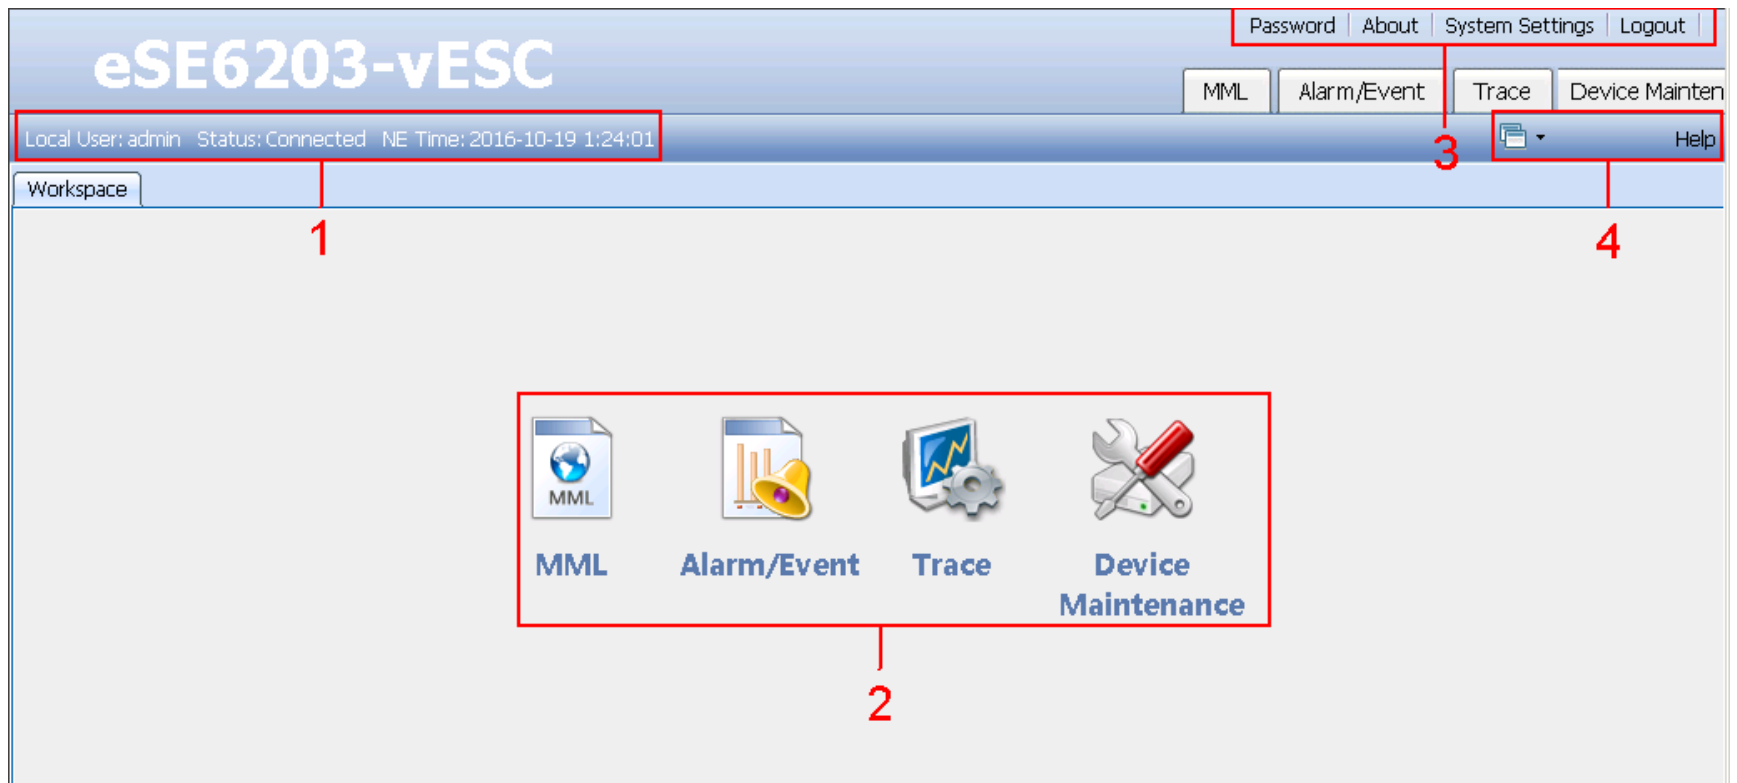 Password About System Settings Logout
eSE6203-vESC
MML Alarm/Event Trace Device Mainten
Local User: admin Status: Connected NE Time: 2016-10-19 1:24:01
Help
3
Workspace
1
4
MML
MML Alarm/Event Trace Device Maintenance
2